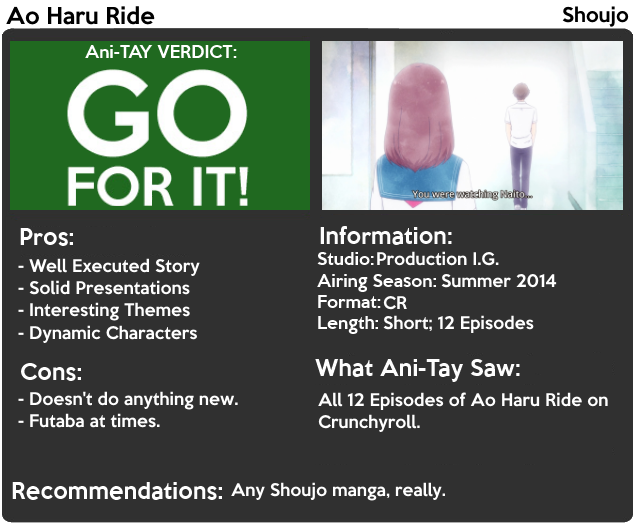 Ao Haru Ride
Shoujo
Ani-TAY VERDICT:
GO
FOR IT!
You were watching Naito...
Pros:
- Well Executed Story
- Solid Presentations
- Interesting Themes
- Dynamic Characters
Cons:
- Doesn't do anything new.
- Futaba at times.
Information:
Studio: Production I.G.
Airing Season: Summer 2014
Format: CR
Length: Short; 12 Episodes
What Ani-Tay Saw:
All 12 Episodes of Ao Haru Ride on
Crunchyroll.
Recommendations: Any Shoujo manga, really.